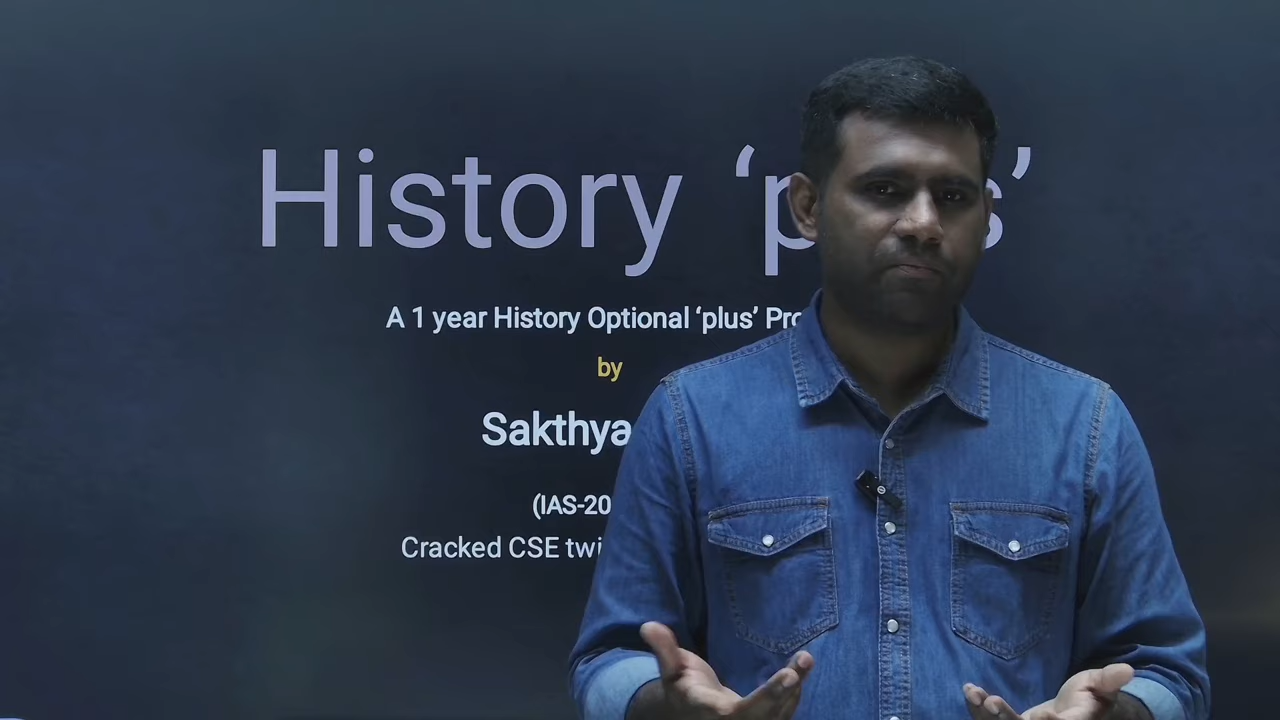 History ‘p s’
A 1 year History Optional ‘plus’ Pro
by
Sakthya
(IAS-20
Cracked CSE twi